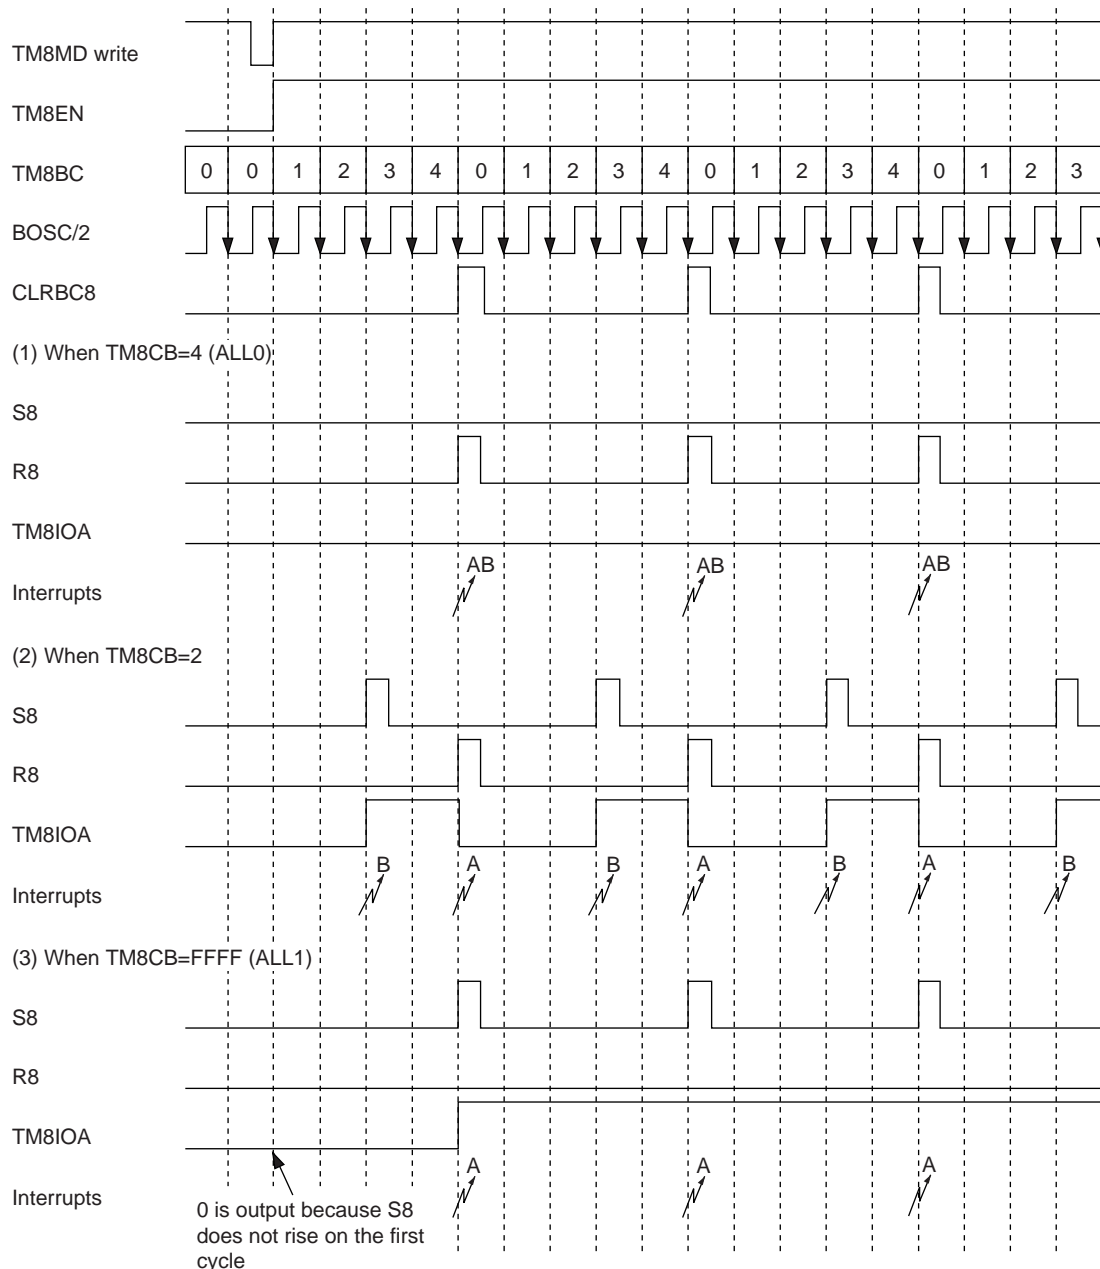 TM8MD write
TM8EN
TM8BC 0 0 1 2 3 4 0 1 2 3 4 0 1 2 3 4 0 1 2 3
BOSC/2
CLRBC8
(1) When TM8CB=4 (ALL0)
S8
R8
TM8IOA
AB AB AB
Interrupts
(2) When TM8CB=2
S8
R8
TM8IOA
B A B A B A B
Interrupts
(3) When TM8CB=FFFF (ALL1)
S8
R8
TM8IOA
A A A
Interrupts
0 is output because S8
does not rise on the first
cycle